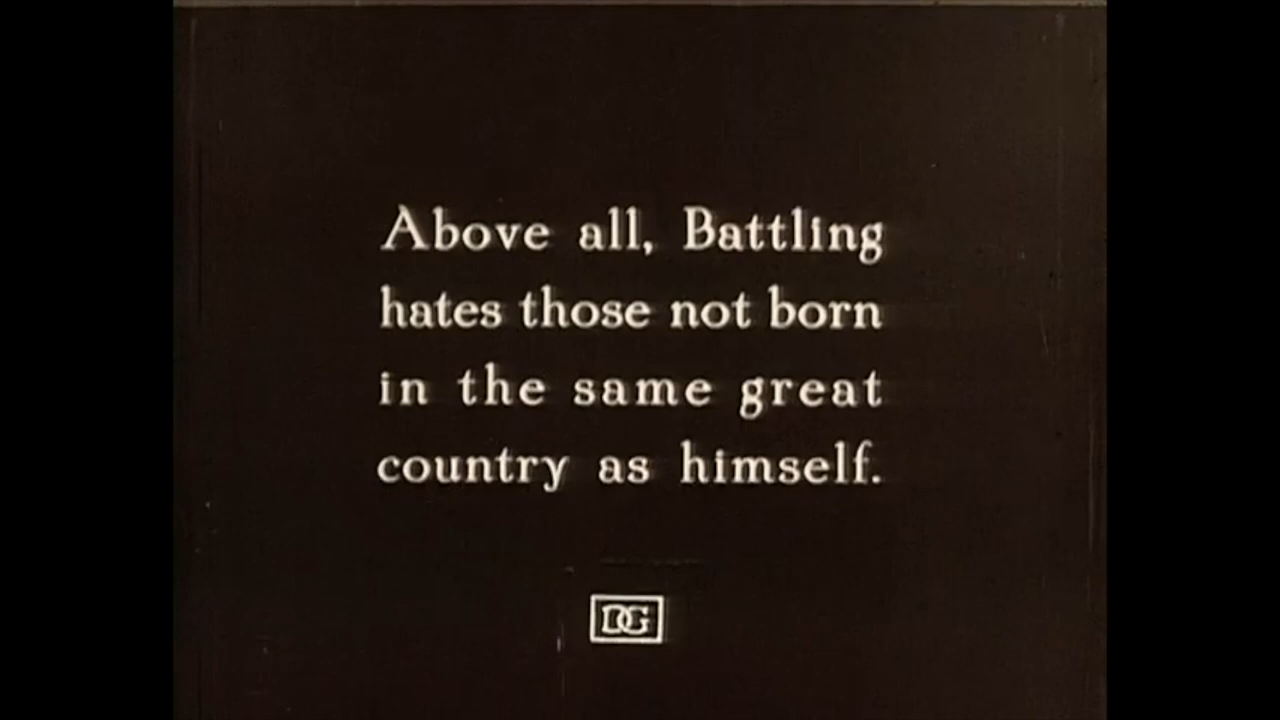 Above all, Battling
hates those not born
in the same great
country as himself.
DG